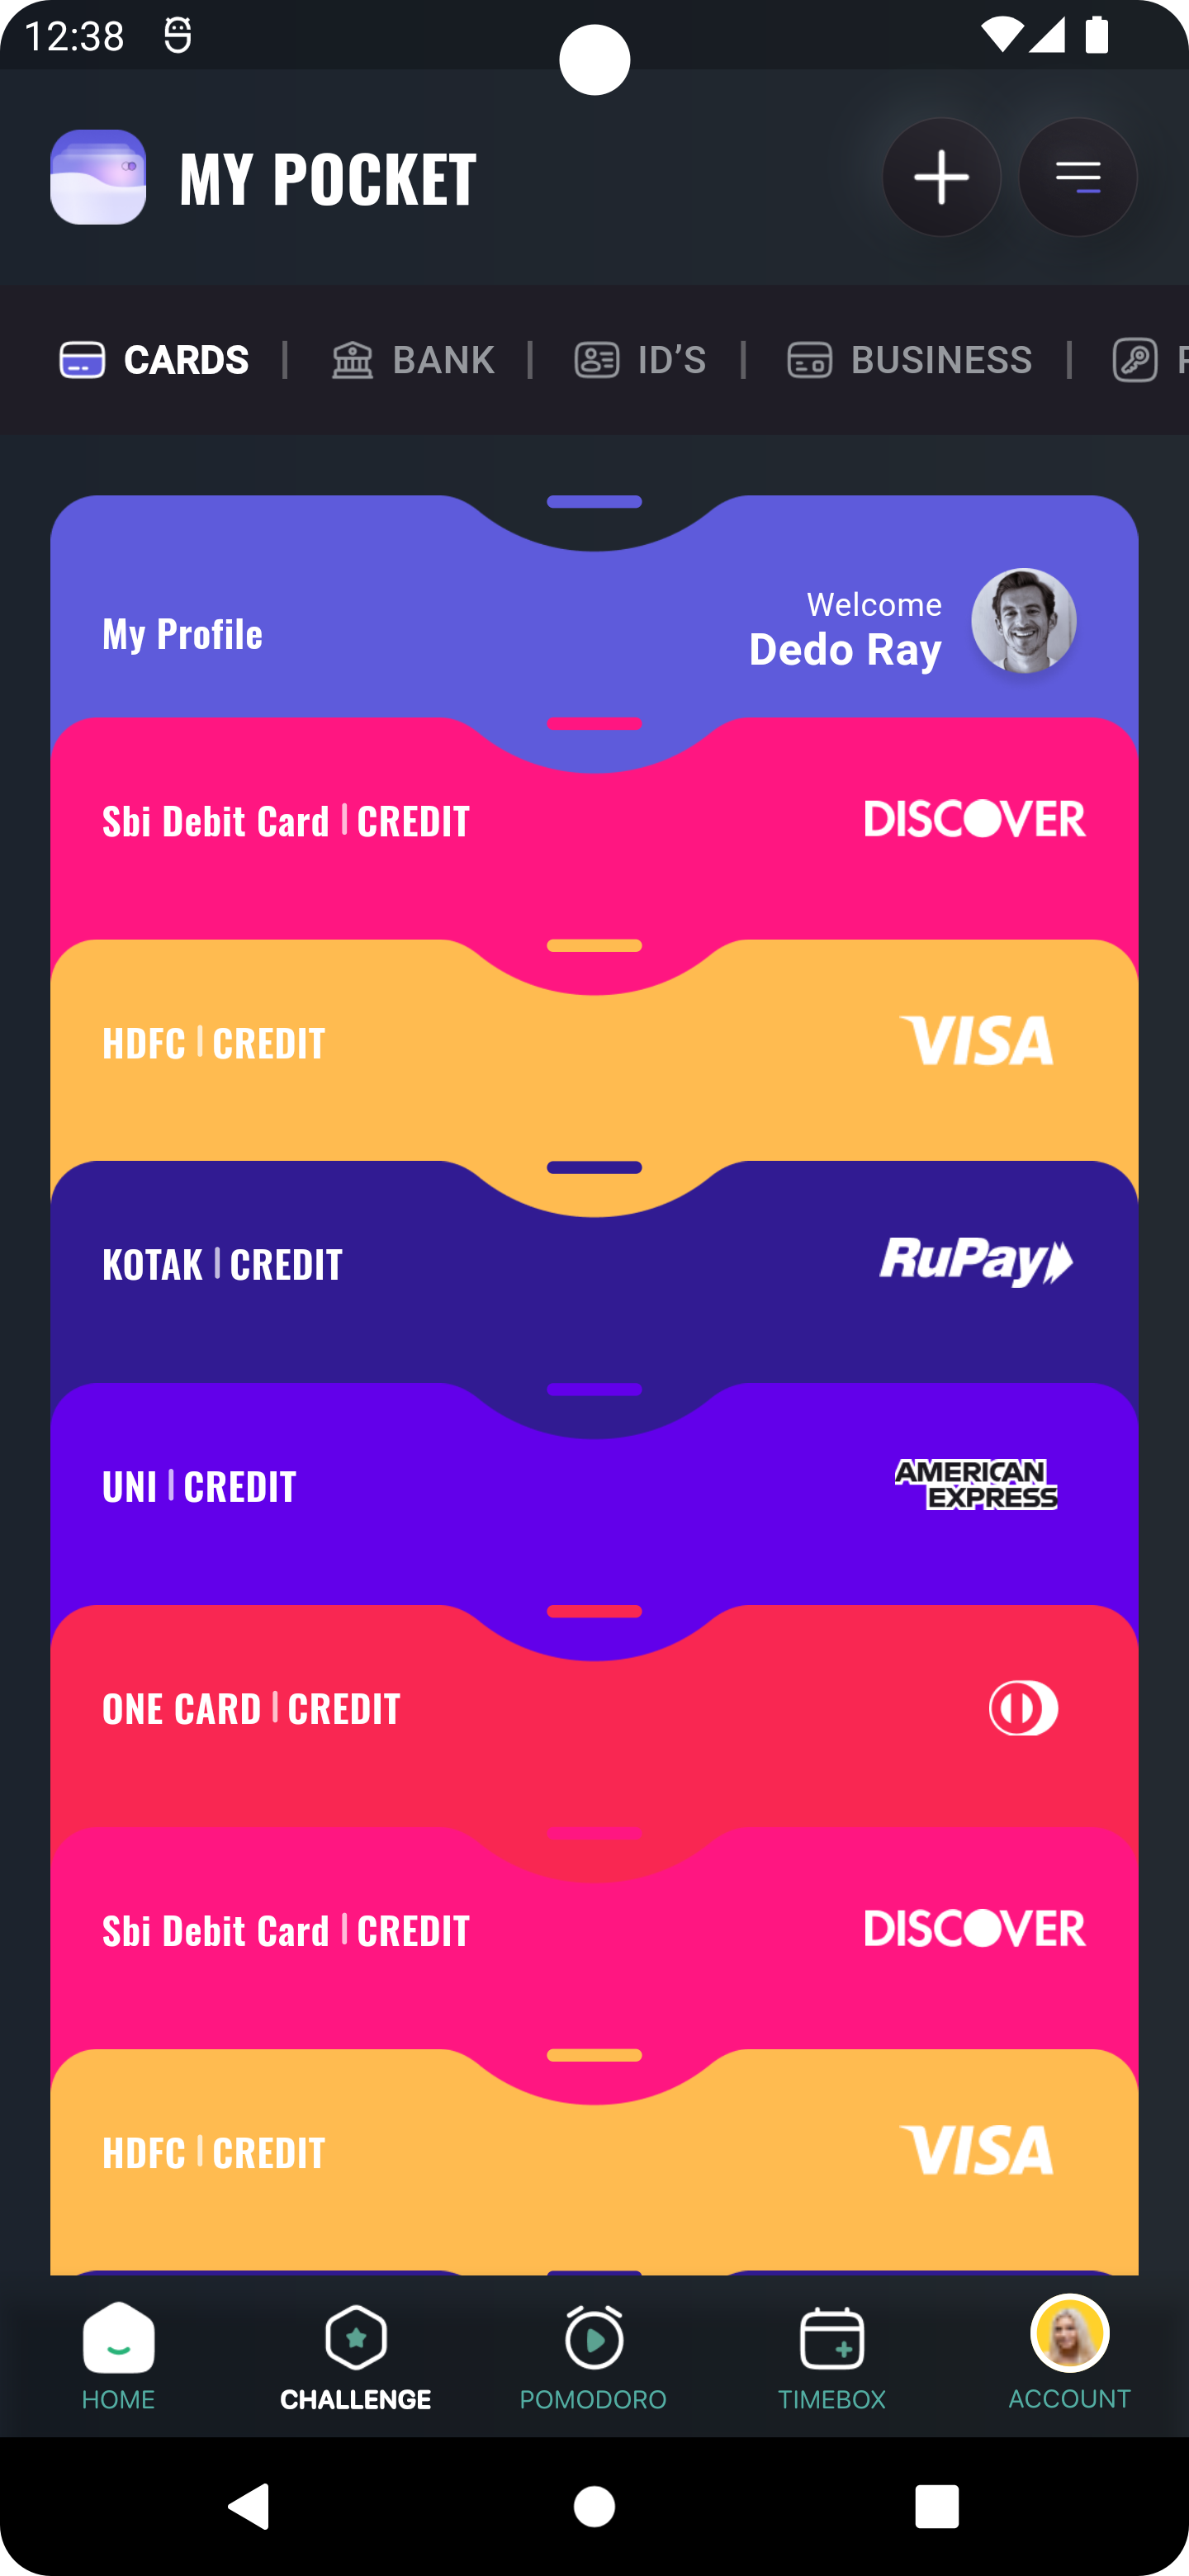 12:38
MY POCKET
CARDS | BANK | ID'S | BUSINESS |
My Profile
Welcome
Dedo Ray
Sbi Debit Card | CREDIT
DISCOVER
HDFC | CREDIT
VISA
KOTAK | CREDIT
RuPay
UNI | CREDIT
AMERICAN
EXPRESS
ONE CARD | CREDIT
Sbi Debit Card | CREDIT
DISCOVER
HDFC | CREDIT
VISA
HOME CHALLENGE POMODORO TIMEBOX ACCOUNT